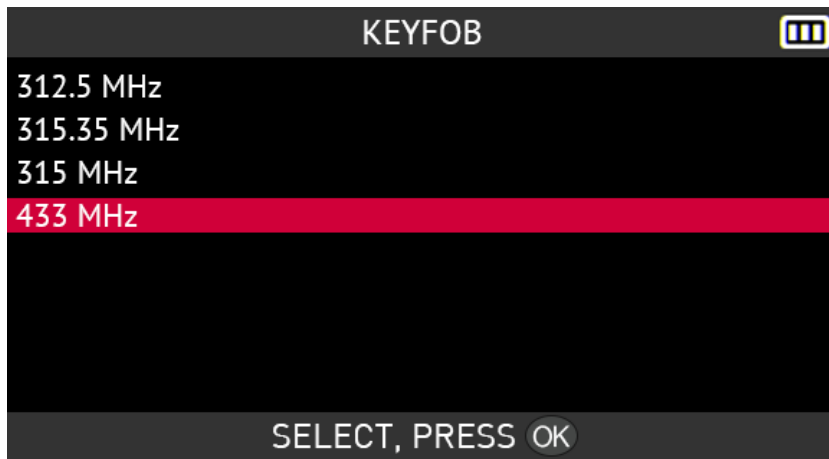 KEYFOB
312.5 MHz
315.35 MHz
315 MHz
433 MHz
SELECT, PRESS OK